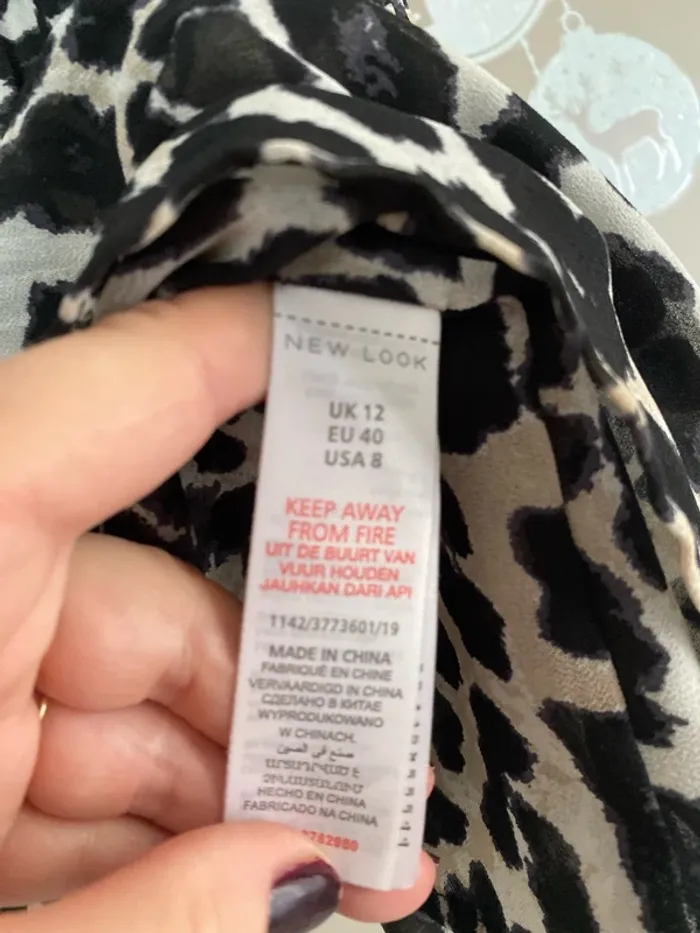 NEW LOOK
UK 12
EU 40
USA 8
KEEP AWAY
FROM FIRE
UIT DE BUURT VAN
VUUR HOUDEN
JAUHKAN DARI API
1142/3773601/19
MADE IN CHINA
FABRIQUÉ EN CHINE
VERVAARDIGD IN CHINA
СДЕЛАНО В КИТАЕ
WYPRODUKOWANO
W CHINACH.
صنع في الصين
ԱՐՏԱԴՐՎԱԾ Է
ՉԻՆԱՍՏԱՆՈՒՄ
HECHO EN CHINA
FABRICADO NA CHINA